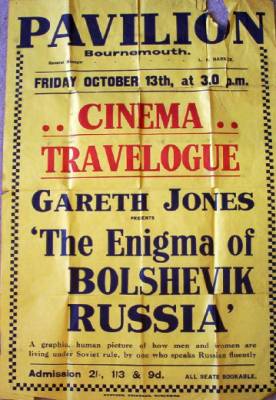 PAVILION
Bournemouth.
General Manager
FRIDAY OCTOBER 13th, at 3.0 p.m.
.. CINEMA ..
TRAVELOGUE
GARETH JONES
PRESENTS
'The Enigma of
BOLSHEVIK
RUSSIA'
A graphic, human picture of how men and women are
living under Soviet rule, by one who speaks Russian fluently
Admission 2/-, 1/3 & 9d. ALL SEATS BOOKABLE.